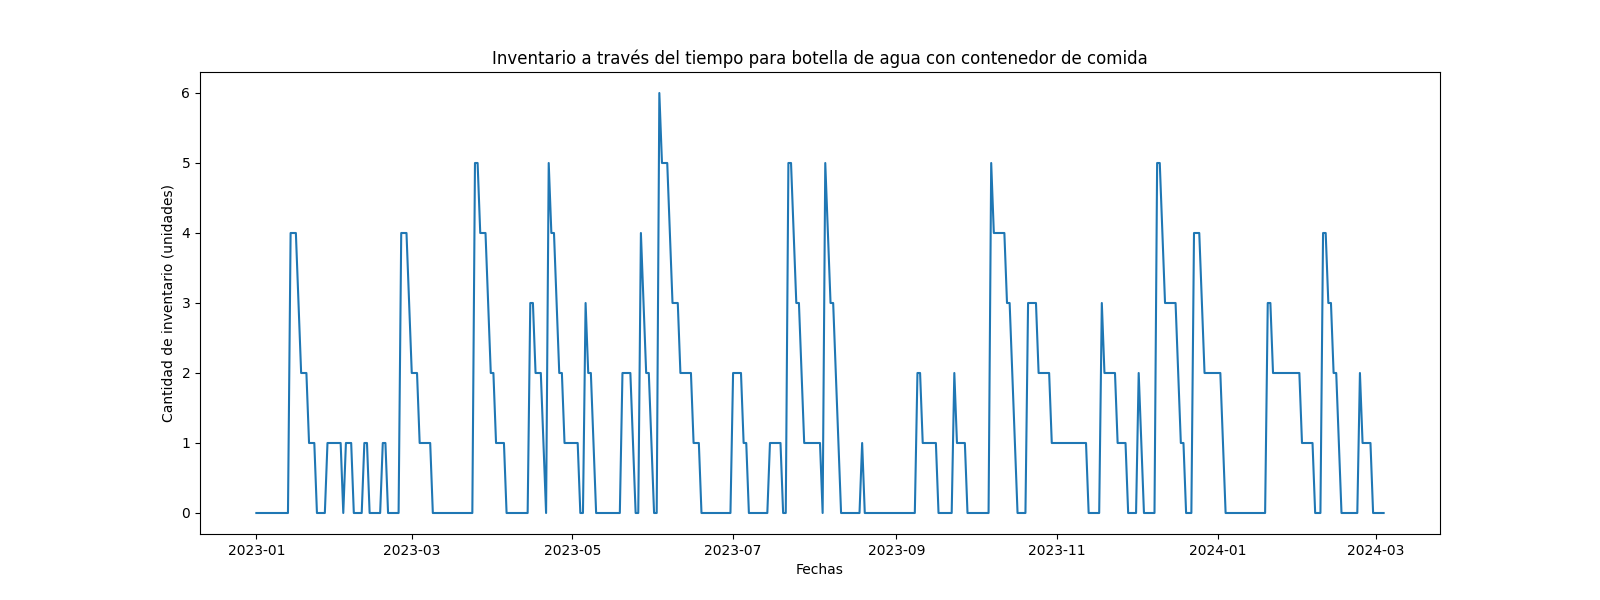 Inventario a través del tiempo para botella de agua con contenedor de comida
Cantidad de inventario (unidades)
6
5
4
3
2
1
0
2023-01 2023-03 2023-05 2023-07 2023-09 2023-11 2024-01 2024-03
Fechas